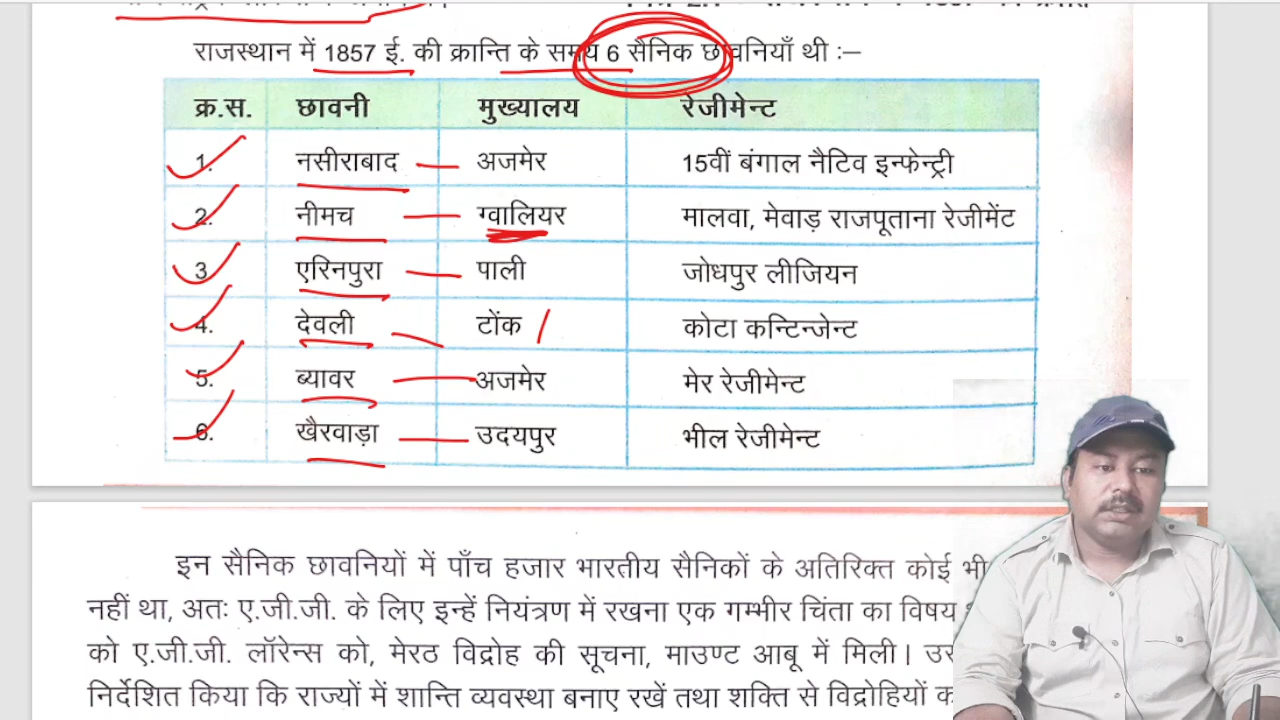 राजस्थान में 1857 ई. की क्रान्ति के समय 6 सैनिक छावनियाँ थी :–
क्र.स. छावनी मुख्यालय रेजीमेन्ट
1. नसीराबाद अजमेर 15वीं बंगाल नैटिव इन्फेन्ट्री
2. नीमच ग्वालियर मालवा, मेवाड़ राजपूताना रेजीमेंट
3 एरिनपुरा पाली जोधपुर लीजियन
4. देवली टोंक कोटा कन्टिन्जेन्ट
5. ब्यावर अजमेर मेर रेजीमेन्ट
6. खैरवाड़ा उदयपुर भील रेजीमेन्ट
इन सैनिक छावनियों में पाँच हजार भारतीय सैनिकों के अतिरिक्त कोई भी
नहीं था, अतः ए.जी.जी. के लिए इन्हें नियंत्रण में रखना एक गम्भीर चिंता का विषय
को ए.जी.जी. लॉरेन्स को, मेरठ विद्रोह की सूचना, माउण्ट आबू में मिली।
निर्देशित किया कि राज्यों में शान्ति व्यवस्था बनाए रखें तथा शक्ति से विद्रोहियों